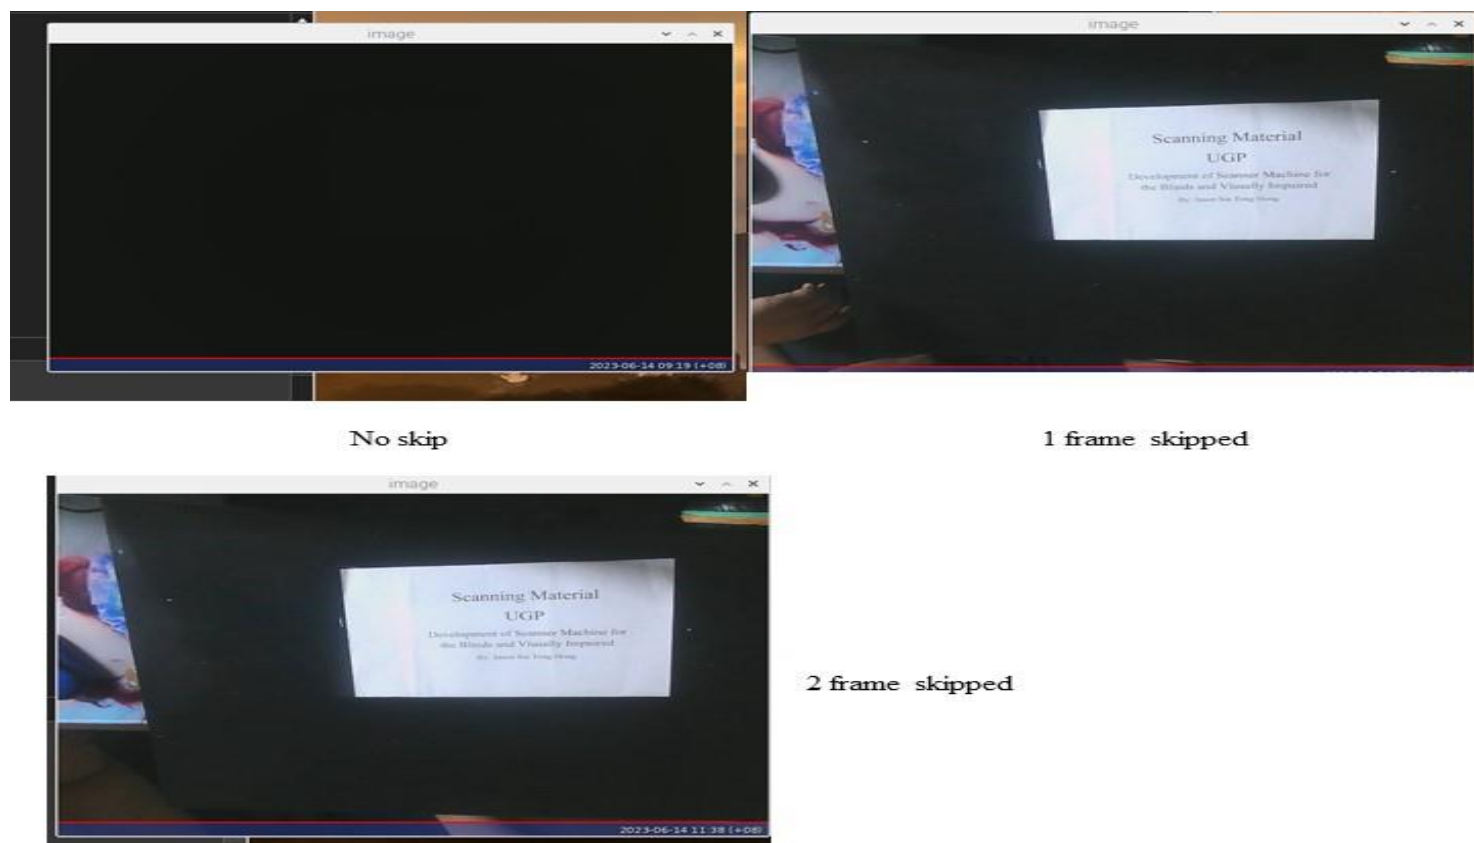 image
image
2023-06-14 09:19 (+08)
Scanning Material
UGP
Development of Scanner Machine for
the Blinds and Visually Impaired
No skip
1 frame  skipped
image
Scanning Material
UGP
Development of Scanner Machine for
the Blinds and Visually Impaired
2 frame  skipped
2023-06-14 11:38 (+08)